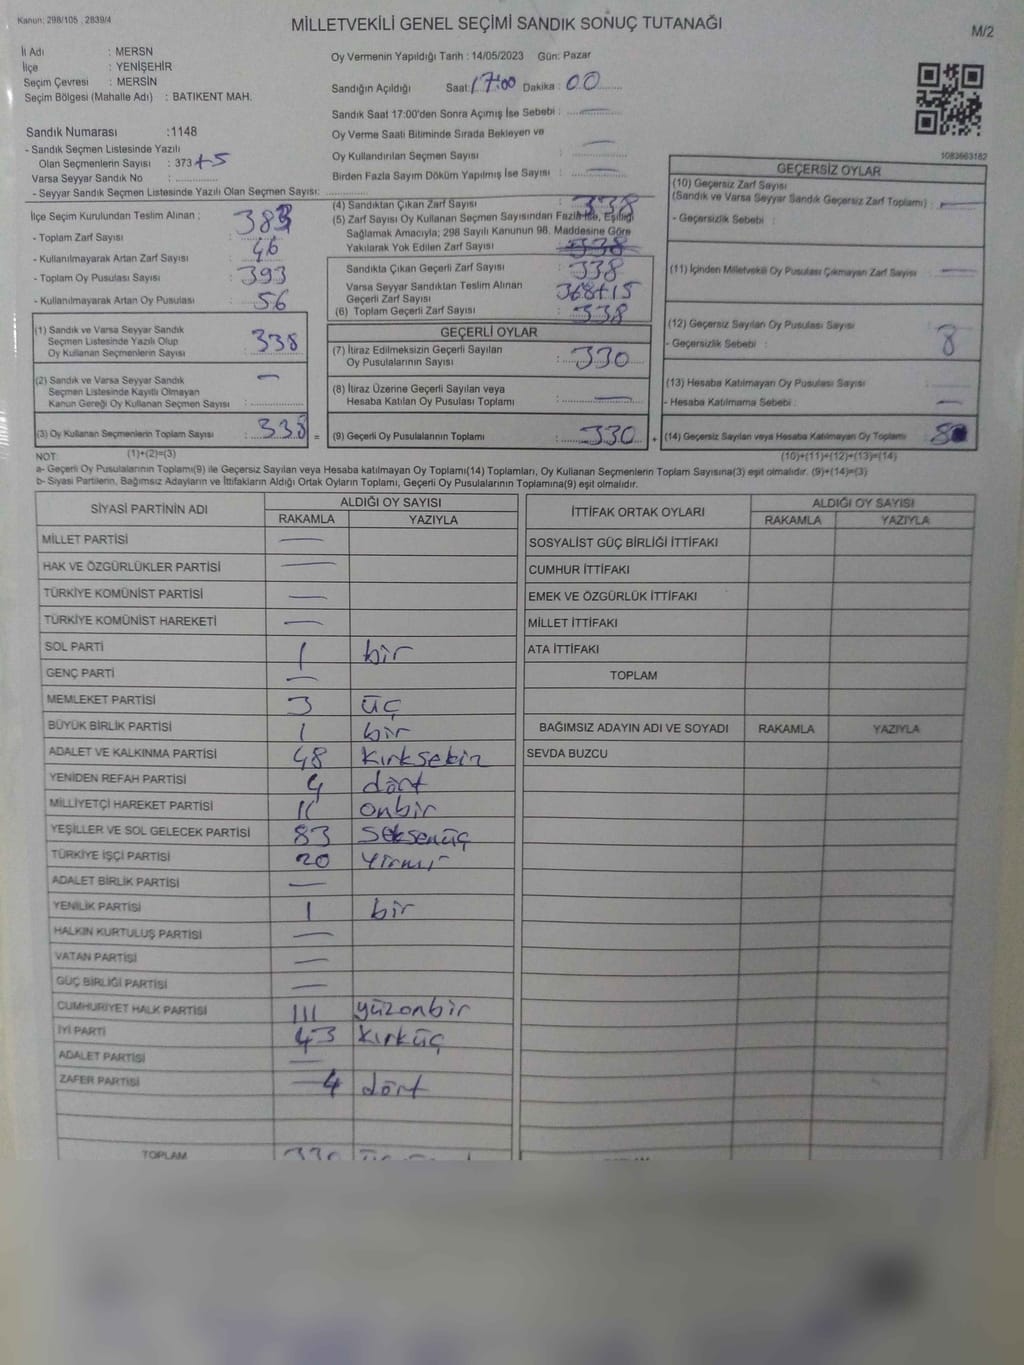 Kanun: 298/105 , 2839/4
MİLLETVEKİLİ GENEL SEÇİMİ SANDIK SONUÇ TUTANAĞI
M/2
İl Adı : MERSN
İlçe : YENİŞEHİR
Seçim Çevresi : MERSİN
Seçim Bölgesi (Mahalle Adı) : BATIKENT MAH.
Sandık Numarası :1148
- Sandık Seçmen Listesinde Yazılı
Olan Seçmenlerin Sayısı : 373 +5
Varsa Seyyar Sandık No :
- Seyyar Sandık Seçmen Listesinde Yazılı Olan Seçmen Sayısı:
Oy Vermenin Yapıldığı Tarih : 14/05/2023 Gün: Pazar
Sandığın Açıldığı Saat 17:00 Dakika : 00
Sandık Saat 17:00'den Sonra Açımış İse Sebebi : —
Oy Verme Saati Bitiminde Sırada Bekleyen ve
Oy Kullandırılan Seçmen Sayısı : —
Birden Fazla Sayım Döküm Yapılmış İse Sayısı : —
1083663182
İlçe Seçim Kurulundan Teslim Alınan ;
- Toplam Zarf Sayısı : 383
- Kullanılmayarak Artan Zarf Sayısı : 46
- Toplam Oy Pusulası Sayısı : 393
- Kullanılmayarak Artan Oy Pusulası : 56
(1) Sandık ve Varsa Seyyar Sandık
Seçmen Listesinde Yazılı Olup
Oy Kullanan Seçmenlerin Sayısı : 338
(2) Sandık ve Varsa Seyyar Sandık
Seçmen Listesinde Kayıtlı Olmayan
Kanun Gereği Oy Kullanan Seçmen Sayısı : —
(3) Oy Kullanan Seçmenlerin Toplam Sayısı : 338 =
(4) Sandıktan Çıkan Zarf Sayısı : 338
(5) Zarf Sayısı Oy Kullanan Seçmen Sayısından Fazla İse, Eşitliği
Sağlamak Amacıyla; 298 Sayılı Kanunun 98. Maddesine Göre
Yakılarak Yok Edilen Zarf Sayısı : 338
Sandıkta Çıkan Geçerli Zarf Sayısı : 338
Varsa Seyyar Sandıktan Teslim Alınan
Geçerli Zarf Sayısı : 368+15
(6) Toplam Geçerli Zarf Sayısı : 338
GEÇERLİ OYLAR
(7) İtiraz Edilmeksizin Geçerli Sayılan
Oy Pusulalarının Sayısı : 330
(8) İtiraz Üzerine Geçerli Sayılan veya
Hesaba Katılan Oy Pusulası Toplamı : —
(9) Geçerli Oy Pusulalarının Toplamı : 330 +
GEÇERSİZ OYLAR
(10) Geçersiz Zarf Sayısı
(Sandık ve Varsa Seyyar Sandık Geçersiz Zarf Toplamı) : —
- Geçersizlik Sebebi :
(11) İçinden Milletvekili Oy Pusulası Çıkmayan Zarf Sayısı : —
(12) Geçersiz Sayılan Oy Pusulası Sayısı : 8
- Geçersizlik Sebebi :
(13) Hesaba Katılmayan Oy Pusulası Sayısı :
- Hesaba Katılmama Sebebi : —
(14) Geçersiz Sayılan veya Hesaba Katılmayan Oy Toplamı : 8
NOT: (1)+(2)=(3) (10)+(11)+(12)+(13)=(14)
a- Geçerli Oy Pusulalarının Toplamı(9) ile Geçersiz Sayılan veya Hesaba katılmayan Oy Toplamı(14) Toplamları, Oy Kullanan Seçmenlerin Toplam Sayısına(3) eşit olmalıdır. (9)+(14)=(3)
b- Siyasi Partilerin, Bağımsız Adayların ve İttifakların Aldığı Ortak Oyların Toplamı, Geçerli Oy Pusulalarının Toplamına(9) eşit olmalıdır.
SİYASİ PARTİNİN ADI ALDIĞI OY SAYISI
RAKAMLA YAZIYLA
MİLLET PARTİSİ —
HAK VE ÖZGÜRLÜKLER PARTİSİ —
TÜRKİYE KOMÜNİST PARTİSİ —
TÜRKİYE KOMÜNİST HAREKETİ —
SOL PARTİ 1 bir
GENÇ PARTİ —
MEMLEKET PARTİSİ 3 üç
BÜYÜK BİRLİK PARTİSİ 1 bir
ADALET VE KALKINMA PARTİSİ 48 kırksekiz
YENİDEN REFAH PARTİSİ 4 dört
MİLLİYETÇİ HAREKET PARTİSİ 11 onbir
YEŞİLLER VE SOL GELECEK PARTİSİ 83 seksenüç
TÜRKİYE İŞÇİ PARTİSİ 20 yirmi
ADALET BİRLİK PARTİSİ —
YENİLİK PARTİSİ 1 bir
HALKIN KURTULUŞ PARTİSİ —
VATAN PARTİSİ —
GÜÇ BİRLİĞİ PARTİSİ —
CUMHURİYET HALK PARTİSİ 111 yüzonbir
İYİ PARTİ 43 kırküç
ADALET PARTİSİ —
ZAFER PARTİSİ 4 dört
TOPLAM 330
İTTİFAK ORTAK OYLARI ALDIĞI OY SAYISI
RAKAMLA YAZIYLA
SOSYALİST GÜÇ BİRLİĞİ İTTİFAKI
CUMHUR İTTİFAKI
EMEK VE ÖZGÜRLÜK İTTİFAKI
MİLLET İTTİFAKI
ATA İTTİFAKI
TOPLAM
BAĞIMSIZ ADAYIN ADI VE SOYADI RAKAMLA YAZIYLA
SEVDA BUZCU